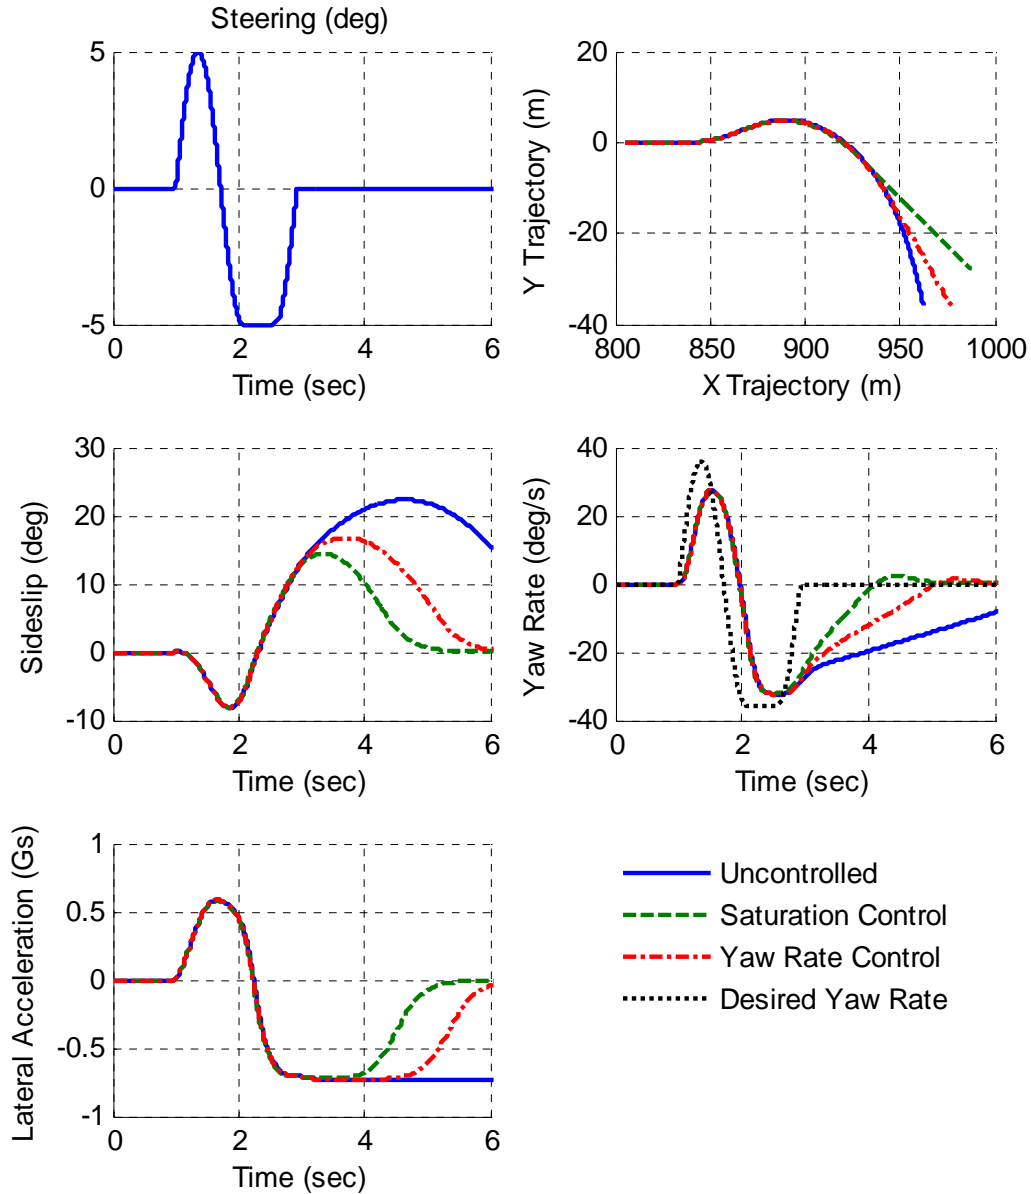 Steering (deg)
5
0
-5
0 2 4 6
Time (sec)
Y Trajectory (m)
20
0
-20
-40
800 850 900 950 1000
X Trajectory (m)
Sideslip (deg)
30
20
10
0
-10
0 2 4 6
Time (sec)
Yaw Rate (deg/s)
40
20
0
-20
-40
0 2 4 6
Time (sec)
Lateral Acceleration (Gs)
1
0.5
0
-0.5
-1
0 2 4 6
Time (sec)
Uncontrolled
Saturation Control
Yaw Rate Control
Desired Yaw Rate